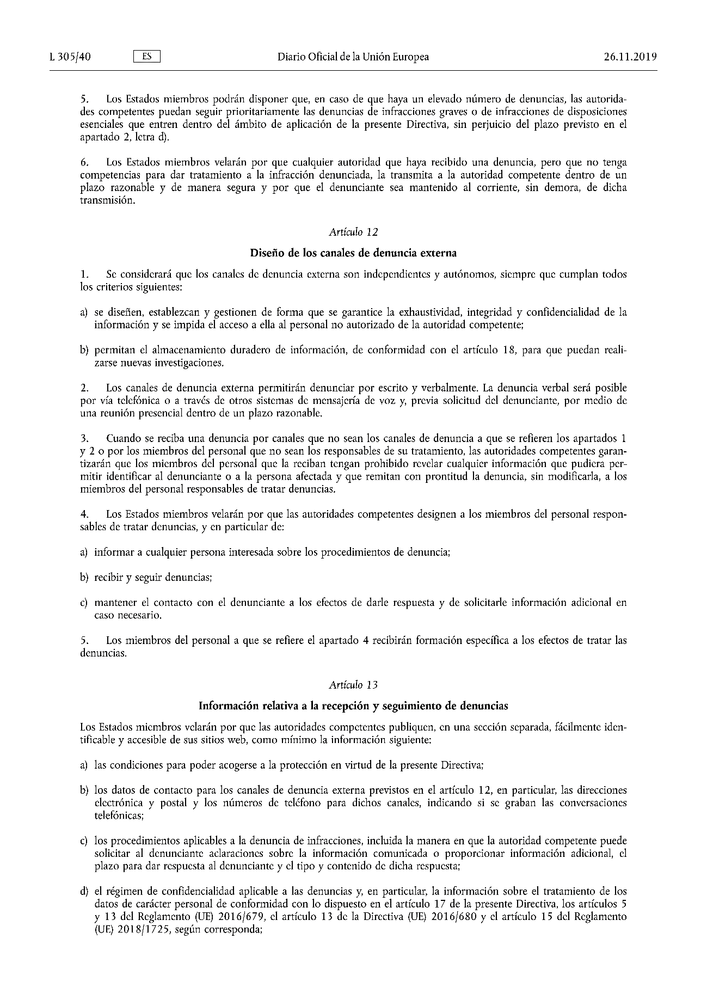 L 305/40
ES
Diario Oficial de la Unión Europea
26.11.2019
5. Los Estados miembros podrán disponer que, en caso de que haya un elevado número de denuncias, las autorida-
des competentes puedan seguir prioritariamente las denuncias de infracciones graves o de infracciones de disposiciones
esenciales que entren dentro del ámbito de aplicación de la presente Directiva, sin perjuicio del plazo previsto en el
apartado 2, letra d).
6. Los Estados miembros velarán por que cualquier autoridad que haya recibido una denuncia, pero que no tenga
competencias para dar tratamiento a la infracción denunciada, la transmita a la autoridad competente dentro de un
plazo razonable y de manera segura y por que el denunciante sea mantenido al corriente, sin demora, de dicha
transmisión.
Artículo 12
Diseño de los canales de denuncia externa
1. Se considerará que los canales de denuncia externa son independientes y autónomos, siempre que cumplan todos
los criterios siguientes:
a) se diseñen, establezcan y gestionen de forma que se garantice la exhaustividad, integridad y confidencialidad de la
información y se impida el acceso a ella al personal no autorizado de la autoridad competente;
b) permitan el almacenamiento duradero de información, de conformidad con el artículo 18, para que puedan reali-
zarse nuevas investigaciones.
2. Los canales de denuncia externa permitirán denunciar por escrito y verbalmente. La denuncia verbal será posible
por vía telefónica o a través de otros sistemas de mensajería de voz y, previa solicitud del denunciante, por medio de
una reunión presencial dentro de un plazo razonable.
3. Cuando se reciba una denuncia por canales que no sean los canales de denuncia a que se refieren los apartados 1
y 2 o por los miembros del personal que no sean los responsables de su tratamiento, las autoridades competentes garan-
tizarán que los miembros del personal que la reciban tengan prohibido revelar cualquier información que pudiera per-
mitir identificar al denunciante o a la persona afectada y que remitan con prontitud la denuncia, sin modificarla, a los
miembros del personal responsables de tratar denuncias.
4. Los Estados miembros velarán por que las autoridades competentes designen a los miembros del personal respon-
sables de tratar denuncias, y en particular de:
a) informar a cualquier persona interesada sobre los procedimientos de denuncia;
b) recibir y seguir denuncias;
c) mantener el contacto con el denunciante a los efectos de darle respuesta y de solicitarle información adicional en
caso necesario.
5. Los miembros del personal a que se refiere el apartado 4 recibirán formación específica a los efectos de tratar las
denuncias.
Artículo 13
Información relativa a la recepción y seguimiento de denuncias
Los Estados miembros velarán por que las autoridades competentes publiquen, en una sección separada, fácilmente iden-
tificable y accesible de sus sitios web, como mínimo la información siguiente:
a) las condiciones para poder acogerse a la protección en virtud de la presente Directiva;
b) los datos de contacto para los canales de denuncia externa previstos en el artículo 12, en particular, las direcciones
electrónica y postal y los números de teléfono para dichos canales, indicando si se graban las conversaciones
telefónicas;
c) los procedimientos aplicables a la denuncia de infracciones, incluida la manera en que la autoridad competente puede
solicitar al denunciante aclaraciones sobre la información comunicada o proporcionar información adicional, el
plazo para dar respuesta al denunciante y el tipo y contenido de dicha respuesta;
d) el régimen de confidencialidad aplicable a las denuncias y, en particular, la información sobre el tratamiento de los
datos de carácter personal de conformidad con lo dispuesto en el artículo 17 de la presente Directiva, los artículos 5
y 13 del Reglamento (UE) 2016/679, el artículo 13 de la Directiva (UE) 2016/680 y el artículo 15 del Reglamento
(UE) 2018/1725, según corresponda;